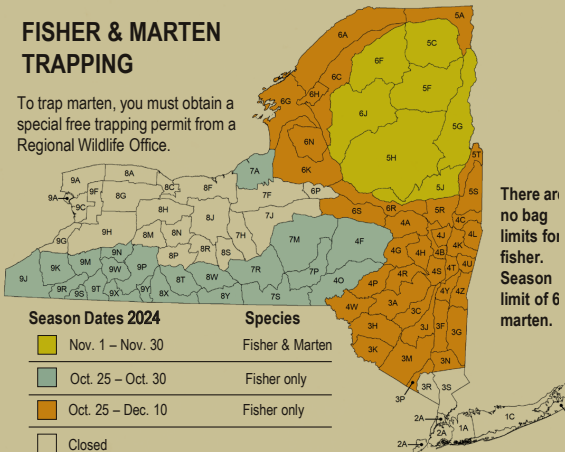 FISHER & MARTEN
TRAPPING
To trap marten, you must obtain a
special free trapping permit from a
Regional Wildlife Office.
5A
6A
5C
6F
6C
5F
6H
6G
6J
5G
6N
5H
5T
7A
6K
9A
8A
8C
8F
7F
6P
5J
5S
9A
9F
8G
9C
6S
6R
5R
8H
8J
7J
4A
4C
9G
9H
8M
8N
7H
7M
4F
4J
4L
4G
4H
4B
4K
9N
8P
8R
8S
9J
9K
9M
9W
9P
8T
8W
7R
7P
4O
4P
4R
4S
4T
4U
9R
9S
9T
9X
9Y
8X
8Y
7S
4W
3A
3C
4Y
4Z
3H
3J
3F
3G
3K
3M
3N
3P
3R
3S
2A
2A
1A
1C
2A
There are
no bag
limits for
fisher.
Season
limit of 6
marten.
Season Dates 2024 Species
Nov. 1 – Nov. 30 Fisher & Marten
Oct. 25 – Oct. 30 Fisher only
Oct. 25 – Dec. 10 Fisher only
Closed